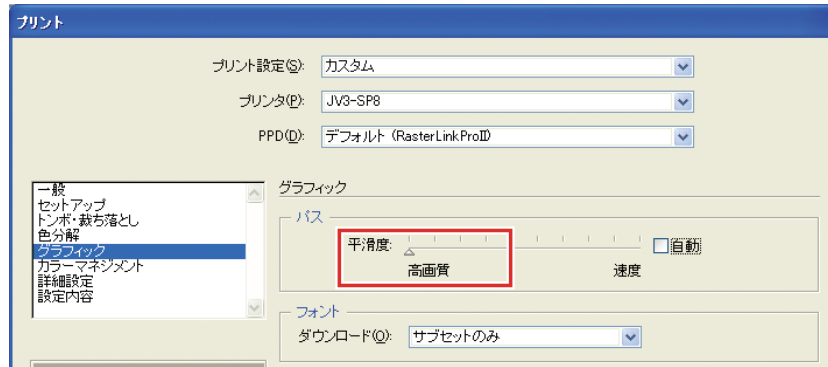 プリント
プリント設定(S): カスタム
プリンタ(P): JV3-SP8
PPD(D): デフォルト (RasterLinkProⅡ)
一般
セットアップ
トンボ・裁ち落とし
色分解
グラフィック
カラーマネジメント
詳細設定
設定内容
グラフィック
パス
平滑度: 自動
高画質 速度
フォント
ダウンロード(O): サブセットのみ